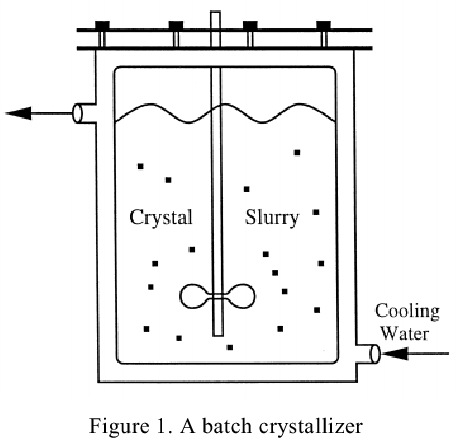 Crystal Slurry
Cooling
Water
Figure 1. A batch crystallizer